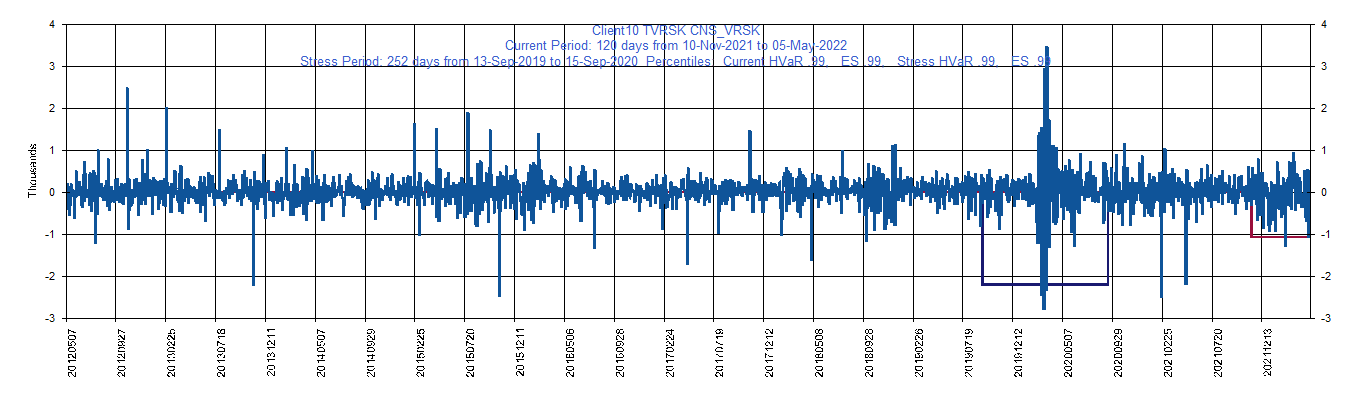 Client10 TVRSK CNS_VRSK
Current Period: 120 days from 10-Nov-2021 to 05-May-2022
Stress Period: 252 days from 13-Sep-2019 to 15-Sep-2020 Percentiles: Current HVaR .99, ES .99, Stress HVaR .99, ES .99
4 4
3 3
2 2
1 1
Thousands
0 0
-1 -1
-2 -2
-3 -3
20120507 20120927 20130225 20130718 20131211 20140507 20140929 20150225 20150720 20151211 20160506 20160928 20170224 20170719 20171212 20180508 20180928 20190226 20190719 20191212 20200507 20200929 20210225 20210720 20211213